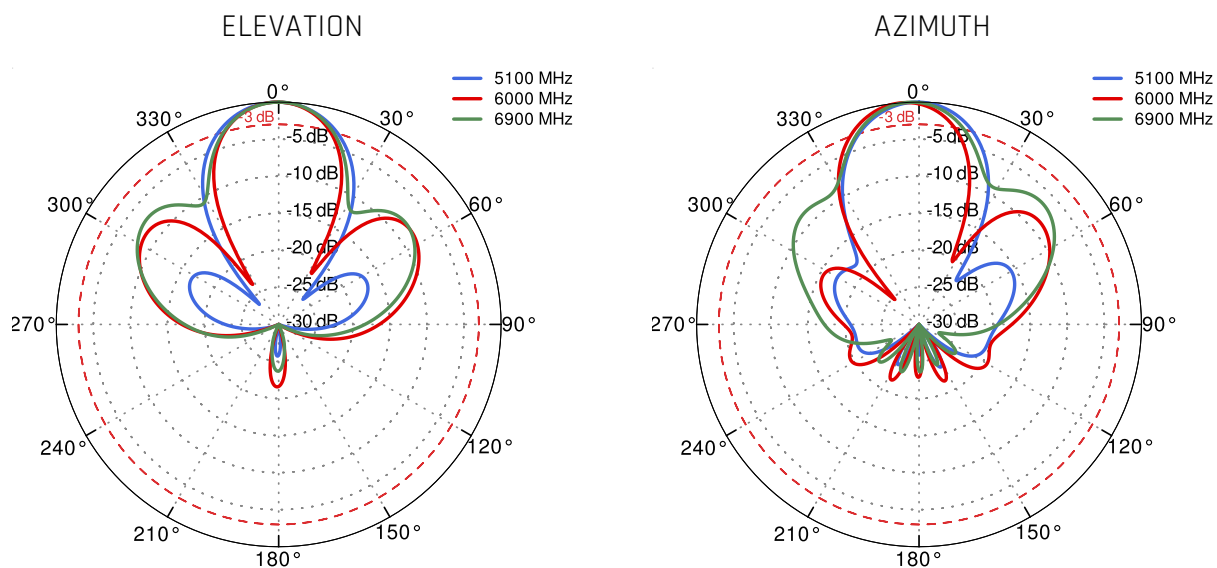 ELEVATION
5100 MHz
6000 MHz
6900 MHz
0°
330°
30°
-3 dB
-5 dB
-10 dB
300°
60°
-15 dB
-20 dB
-25 dB
270°
-30 dB
90°
240°
120°
210°
150°
180°
AZIMUTH
5100 MHz
6000 MHz
6900 MHz
0°
330°
30°
-3 dB
-5 dB
-10 dB
300°
60°
-15 dB
-20 dB
-25 dB
270°
-30 dB
90°
240°
120°
210°
150°
180°